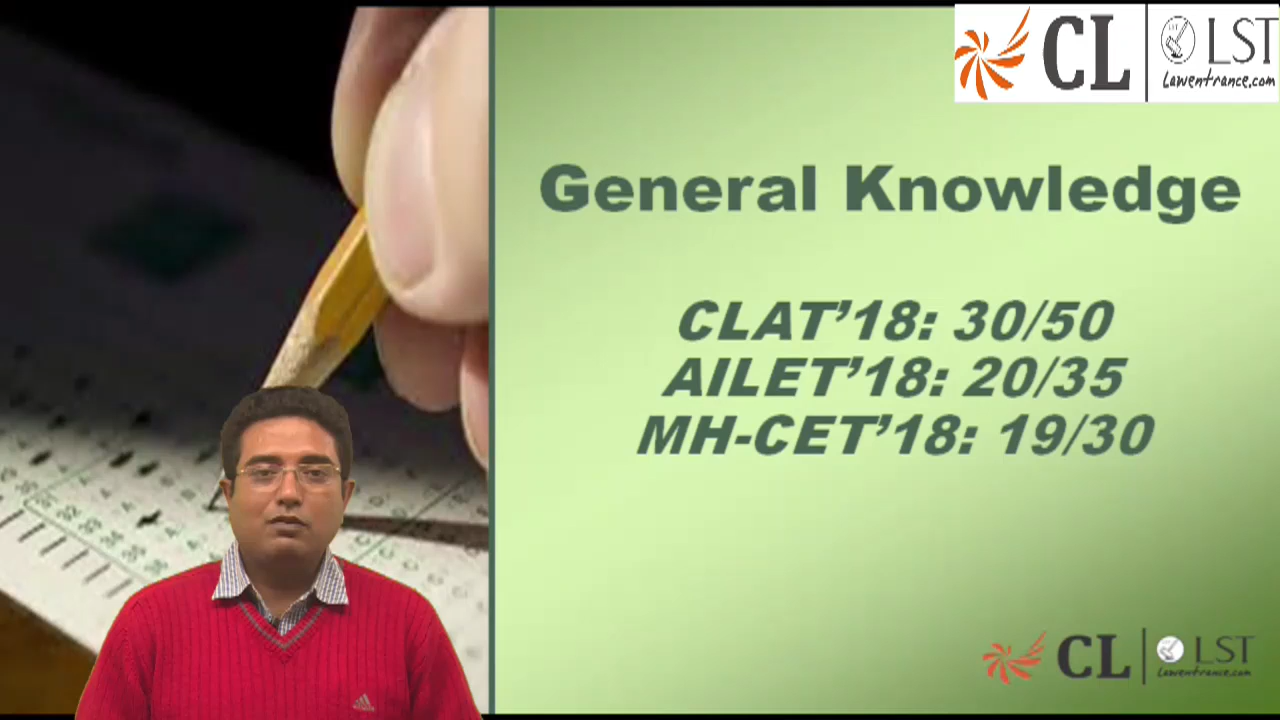 CL
LST
Lawentrance.com
General Knowledge
CLAT’18: 30/50
AILET’18: 20/35
MH-CET’18: 19/30
CL
LST
Lawentrance.com